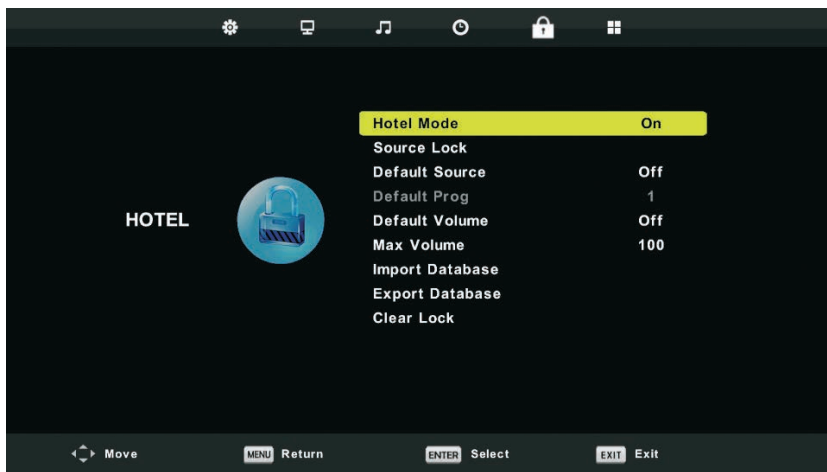 HOTEL
Hotel Mode On
Source Lock
Default Source Off
Default Prog 1
Default Volume Off
Max Volume 100
Import Database
Export Database
Clear Lock
Move MENU Return ENTER Select EXIT Exit